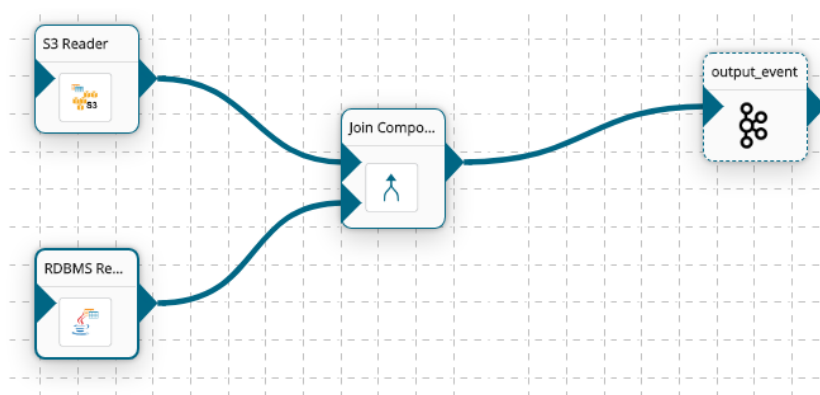 S3 Reader
S3
Join Compo...
output_event
RDBMS Re...